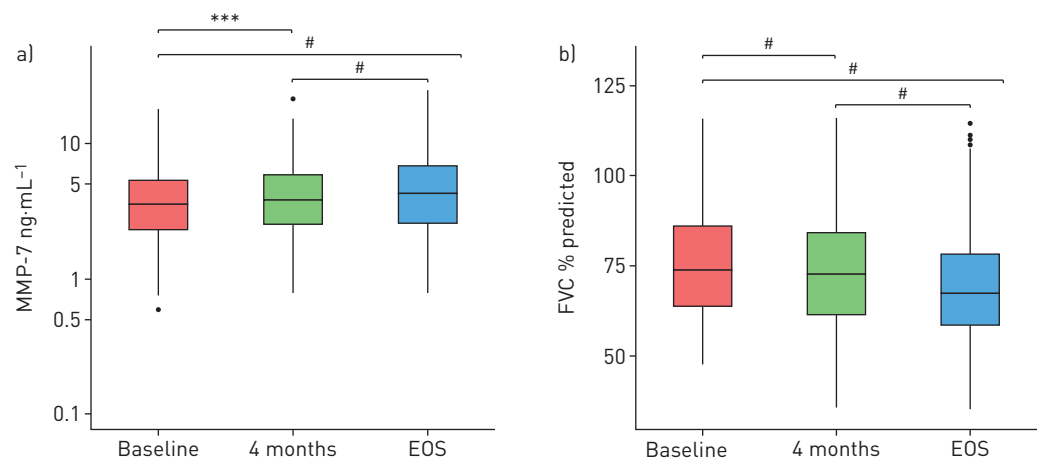 a)
***
#
#
MMP-7 ng·mL⁻¹
10
5
1
0.5
0.1
Baseline 4 months EOS
b)
#
#
#
FVC % predicted
125
100
75
50
Baseline 4 months EOS